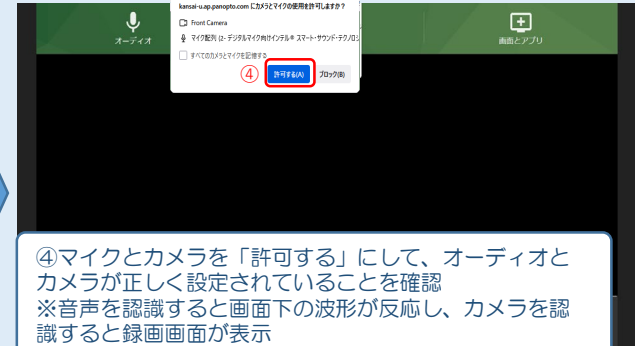 kansai-u.ap.panopto.com にカメラとマイクの使用を許可しますか？
Front Camera
マイク配列 (2- デジタルマイク向けインテル® スマート・サウンド・テクノロジ
すべてのカメラとマイクを記憶する
④ 許可する(A) ブロック(B)
オーディオ
画面とアプリ
④マイクとカメラを「許可する」にして、オーディオと
カメラが正しく設定されていることを確認
※音声を認識すると画面下の波形が反応し、カメラを認
識すると録画画面が表示